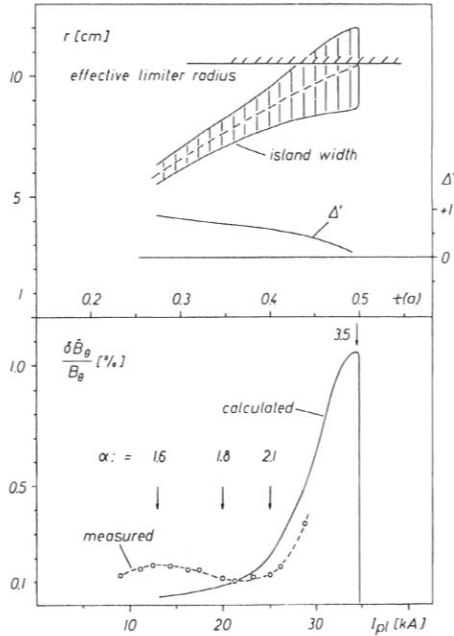 r [cm]
10
effective limiter radius
island width
5
Δ'
Δ'
+1
0
1
0.2
0.3
0.4
0.5
t(a)
3.5
δB̂θ
Bθ
[%]
1.0
calculated
α: =
1.6
1.8
2.1
0.5
measured
0.1
10
20
30
I pl [kA]